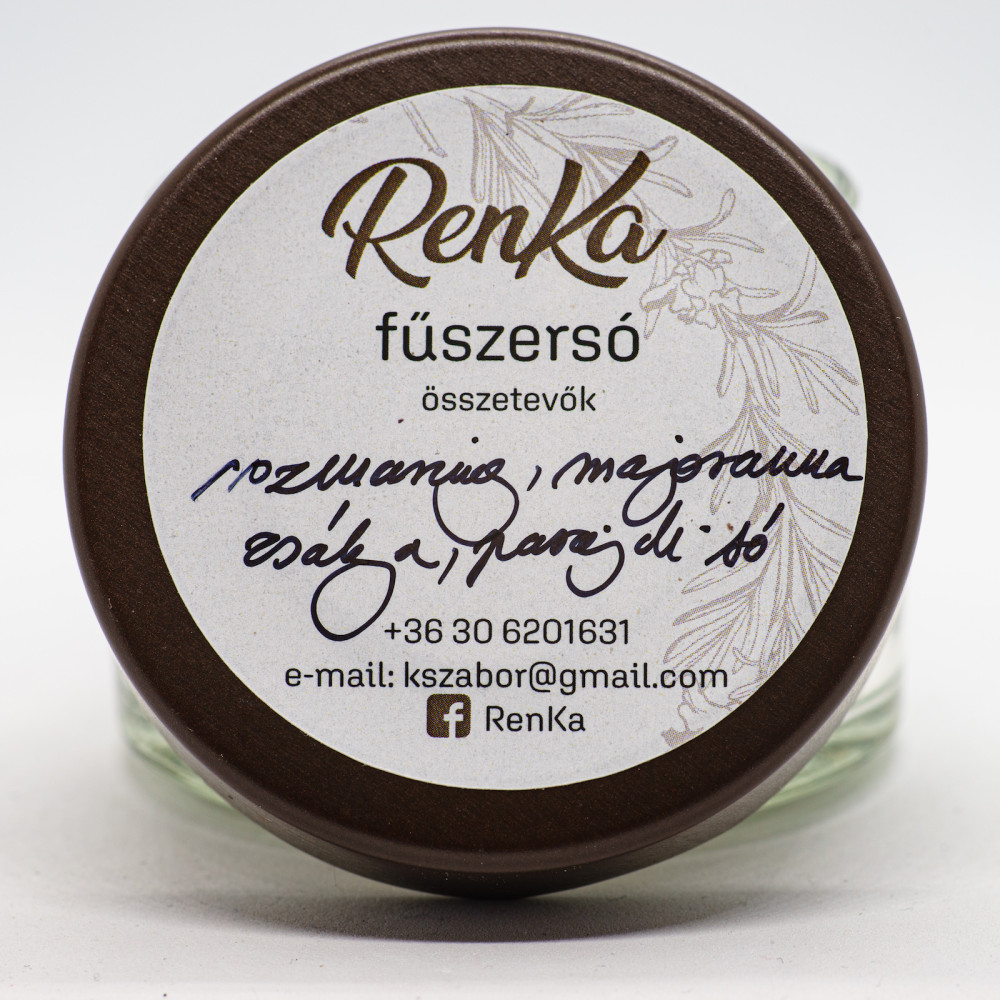 RenKa
fűszersó
összetevők
rozmaring, majoranna
zsálya, parajdi só
+36 30 6201631
e-mail: kszabor@gmail.com
f RenKa